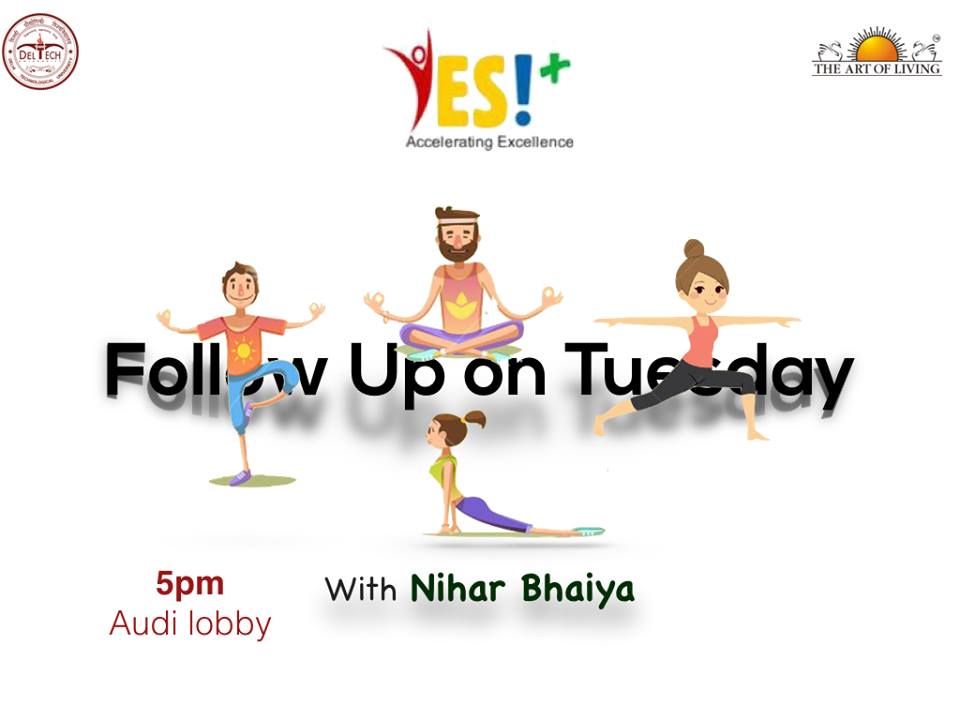 DELTECH
YES!+
Accelerating Excellence
THE ART OF LIVING
Follow Up on Tuesday
5pm
Audi lobby
With Nihar Bhaiya